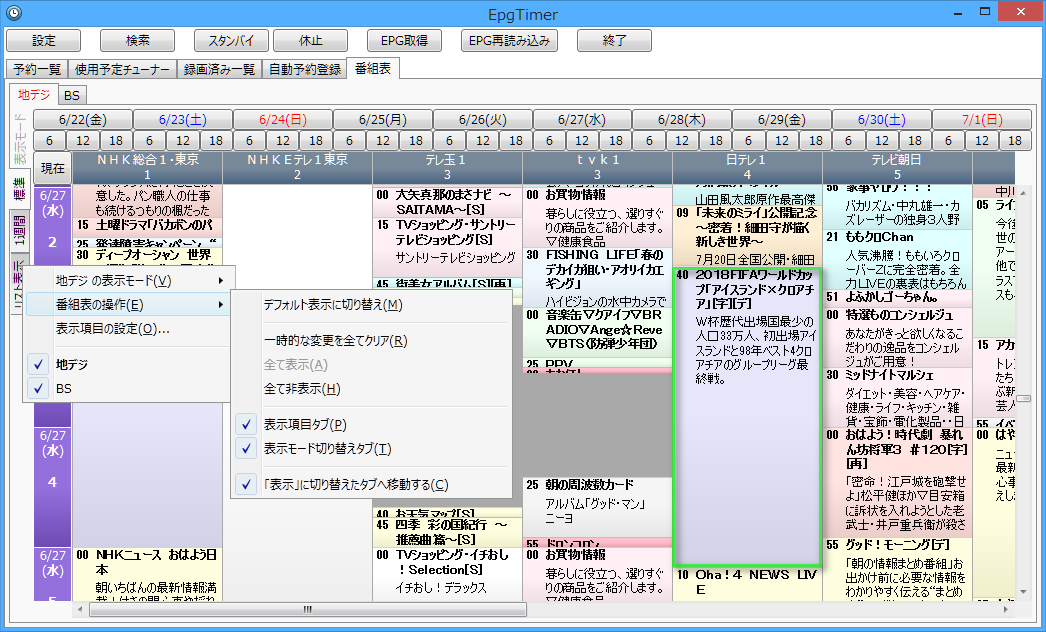 EpgTimer
設定 検索 スタンバイ 休止 EPG取得 EPG再読み込み 終了
予約一覧 使用予定チューナー 録画済み一覧 自動予約登録 番組表
地デジ BS
表示モード
標準
1週間
リスト表示
6/22(金) 6/23(土) 6/24(日) 6/25(月) 6/26(火) 6/27(水) 6/28(木) 6/29(金) 6/30(土) 7/1(日)
6 12 18 6 12 18 6 12 18 6 12 18 6 12 18 6 12 18 6 12 18 6 12 18 6 12 18 6 12 18
現在
NHK総合1・東京
1
NHKEテレ1東京
2
テレ玉1
3
tvk1
3
日テレ1
4
テレビ朝日
5
6/27
(水)
2
意した。パン職人の仕事
も続けるつもりの楓だった
15 土曜ドラマ「バカボンのパ
25 発達障害キャンペーン “
30 ディープオーシャン 世界
地デジ の表示モード(V)
番組表の操作(E)
表示項目の設定(O)...
地デジ
BS
デフォルト表示に切り替え(M)
一時的な変更を全てクリア(R)
全て表示(A)
全て非表示(H)
表示項目タブ(P)
表示モード切り替えタブ(T)
「表示」に切り替えたタブへ移動する(C)
6/27
(水)
4
6/27
(水)
00 NHKニュース おはよう日
本
朝いちばんの最新情報満
00 大矢真那のまさナビ ～
SAITAMA～[S]
15 TVショッピング・サントリー
テレビショッピング[S]
サントリーテレビショッピング
45 街美女アルバム[S][再]
40 お天気マップ[S]
45 四季 彩の国紀行 ～
推薦曲篇～[S]
00 TVショッピング・イチおし
！Selection[S]
イチおし！デラックス
00 お買物情報
暮らしに役立つ、選りすぐ
りの商品をご紹介します。
▽健康食品
30 FISHING LIFE「春の
デカイカ狙い・アオリイカエ
ギング」
ハイビジョンの水中カメラで
00 音楽缶▽クアイフ▽BR
ADIO▽Ange☆Reve
▽BTS(防弾少年団)
25 PPV
25 朝の周波数カード
アルバム「グッド・マン」
ニーヨ
55 ドロンコロン
00 お買物情報
暮らしに役立つ、選りすぐ
りの商品をご紹介します。
▽健康食品
山田風太郎原作最高傑
09 「未来のミライ」公開記念
～密着！細田守が描く
新しき世界～
7月20日全国公開・細田
40 2018FIFAワールドカッ
プ「アイスランド×クロアチ
ア」[字][デ]
W杯歴代出場国最少の
人口33万人、初出場アイ
スランドと98年ベスト4クロ
アチアのグループリーグ最
終戦。
10 Oha！4 NEWS LIV
E
バカリズム・中丸雄一・カ
ズレーザーの独身3人野
21 ももクロChan
人気沸騰！ももいろクロ
ーバーZに完全密着。全
力LIVEの裏表はもちろん
51 よふかしゴーちゃん。
00 特選ものコンシェルジュ
あなたがきっと欲しくなるこ
だわりの逸品をコンシェル
ジュがご用意！
30 ミッドナイトマルシェ
ダイエット・美容・ヘアケア・
健康・ライフ・キッチン・雑
貨・宝飾・電化製品・・日
00 おはよう！時代劇 暴れ
ん坊将軍3 ＃120[字]
[再]
「密命！江戸城を砲撃せ
よ」松平健ほか▽目安箱
に訴状を入れようとした老
武士・井戸重兵衛が殺さ
55 グッド！モーニング[デ]
「朝の情報まとめ番組」お
出かけ前に必要な情報を
わかりやすく伝える“まとめ
中川
05 ライ
今後
世の
アー
他で
ラス
スも
15 アカ
トレ
たち
ぶ新
芸人
00 はや
ニュ
最新
心事
えし